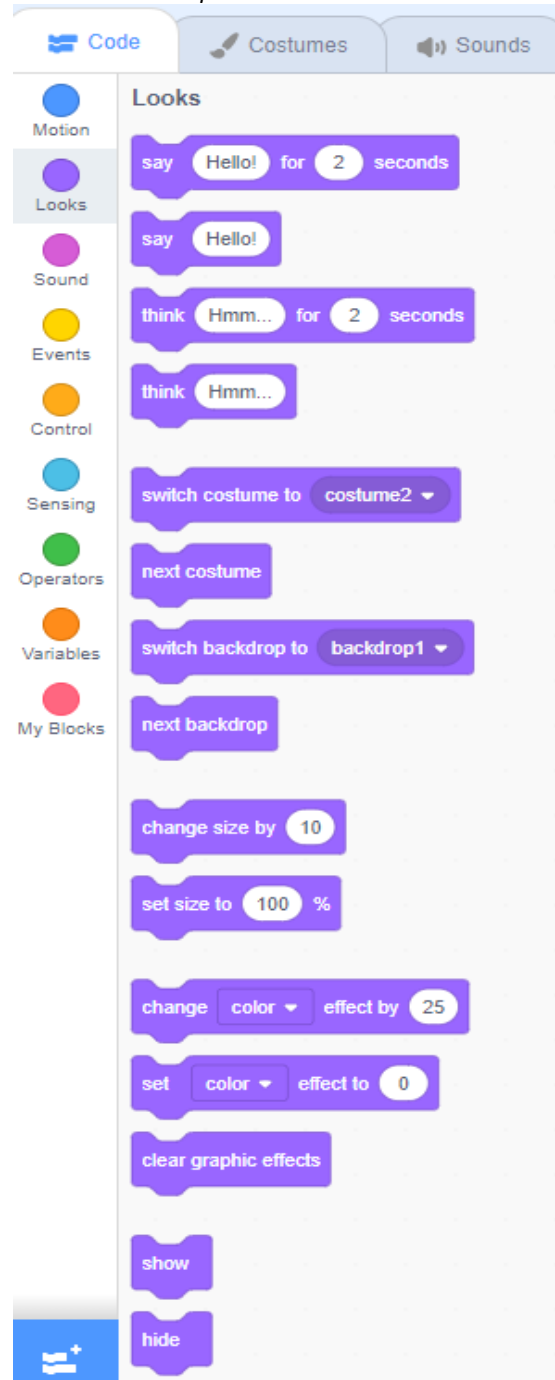 Code Costumes Sounds
Looks
Motion
say Hello! for 2 seconds
Looks
say Hello!
Sound
think Hmm... for 2 seconds
Events
think Hmm...
Control
switch costume to costume2
Sensing
next costume
Operators
switch backdrop to backdrop1
Variables
next backdrop
My Blocks
change size by 10
set size to 100 %
change color effect by 25
set color effect to 0
clear graphic effects
show
hide